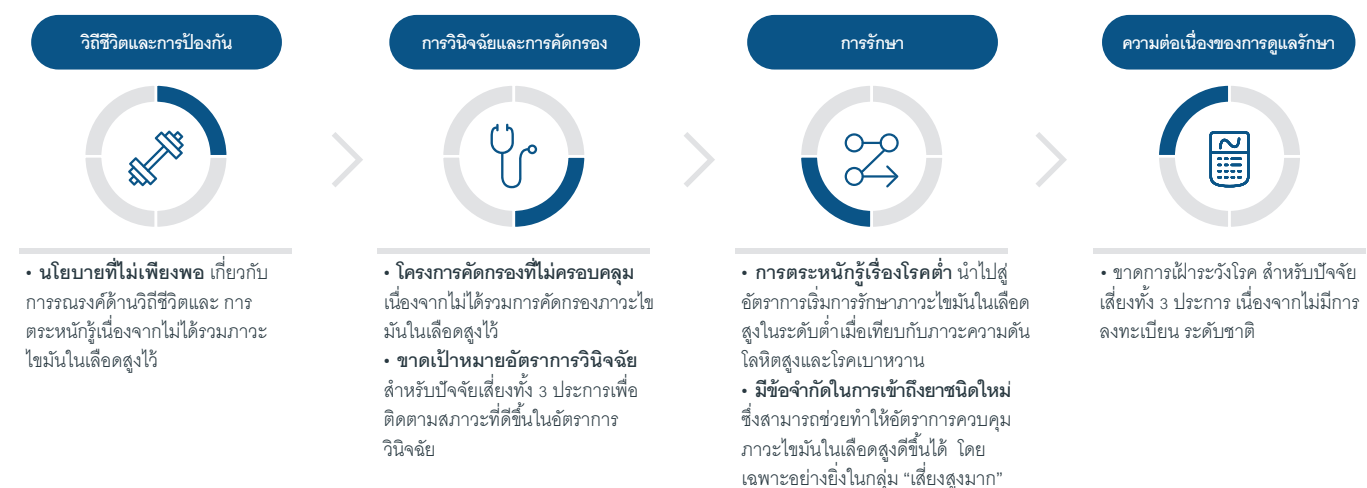 วิถีชีวิตและการป้องกัน
• นโยบายที่ไม่เพียงพอ เกี่ยวกับ
การรณรงค์ด้านวิถีชีวิตและ การ
ตระหนักรู้เนื่องจากไม่ได้รวมภาวะ
ไขมันในเลือดสูงไว้
การวินิจฉัยและการคัดกรอง
• โครงการคัดกรองที่ไม่ครอบคลุม
เนื่องจากไม่ได้รวมการคัดกรองภาวะไข
มันในเลือดสูงไว้
• ขาดเป้าหมายอัตราการวินิจฉัย
สำหรับปัจจัยเสี่ยงทั้ง 3 ประการเพื่อ
ติดตามสภาวะที่ดีขึ้นในอัตราการ
วินิจฉัย
การรักษา
• การตระหนักรู้เรื่องโรคต่ำ นำไปสู่
อัตราการเริ่มการรักษาภาวะไขมันในเลือด
สูงในระดับต่ำเมื่อเทียบกับภาวะความดัน
โลหิตสูงและโรคเบาหวาน
• มีข้อจำกัดในการเข้าถึงยาชนิดใหม่
ซึ่งสามารถช่วยทำให้อัตราการควบคุม
ภาวะไขมันในเลือดสูงดีขึ้นได้ โดย
เฉพาะอย่างยิ่งในกลุ่ม “เสี่ยงสูงมาก”
ความต่อเนื่องของการดูแลรักษา
• ขาดการเฝ้าระวังโรค สำหรับปัจจัย
เสี่ยงทั้ง 3 ประการ เนื่องจากไม่มีการ
ลงทะเบียน ระดับชาติ